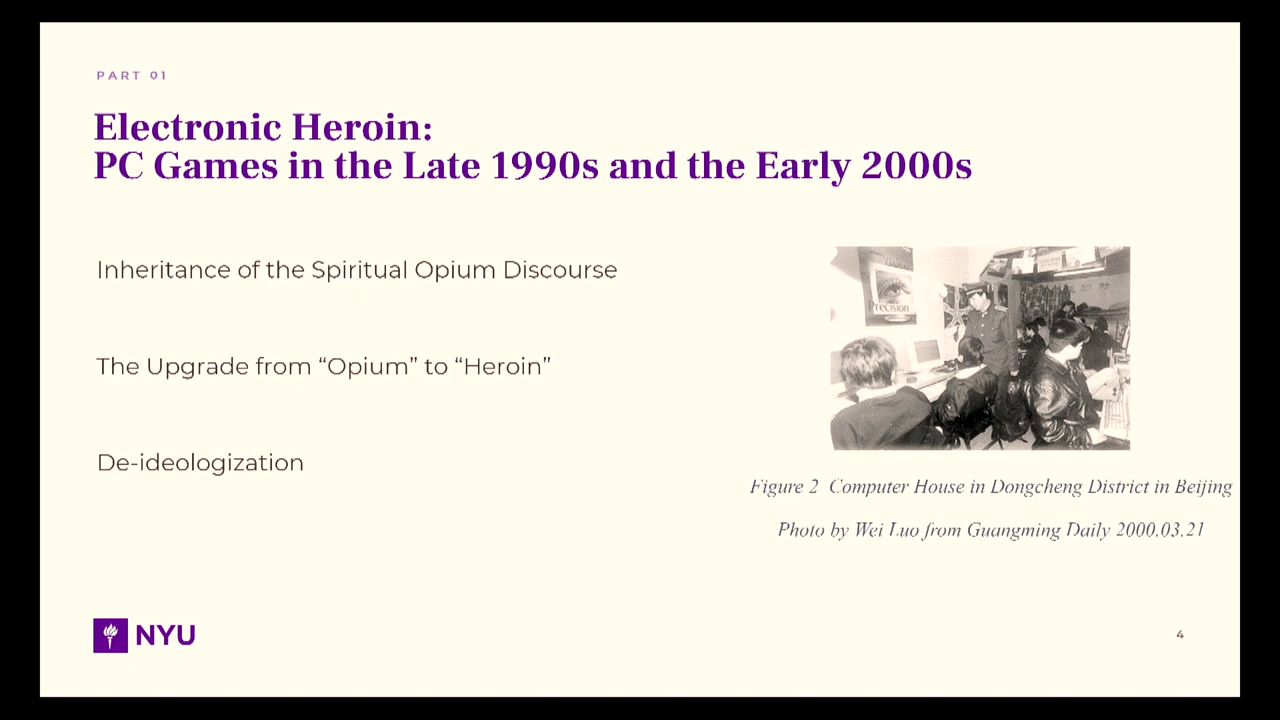 PART 01
Electronic Heroin:
PC Games in the Late 1990s and the Early 2000s
Inheritance of the Spiritual Opium Discourse
The Upgrade from “Opium” to “Heroin”
De-ideologization
Vision
Precision
Figure 2 Computer House in Dongcheng District in Beijing
Photo by Wei Luo from Guangming Daily 2000.03.21
NYU
4